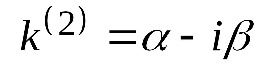 k^{(2)} = α - iβ